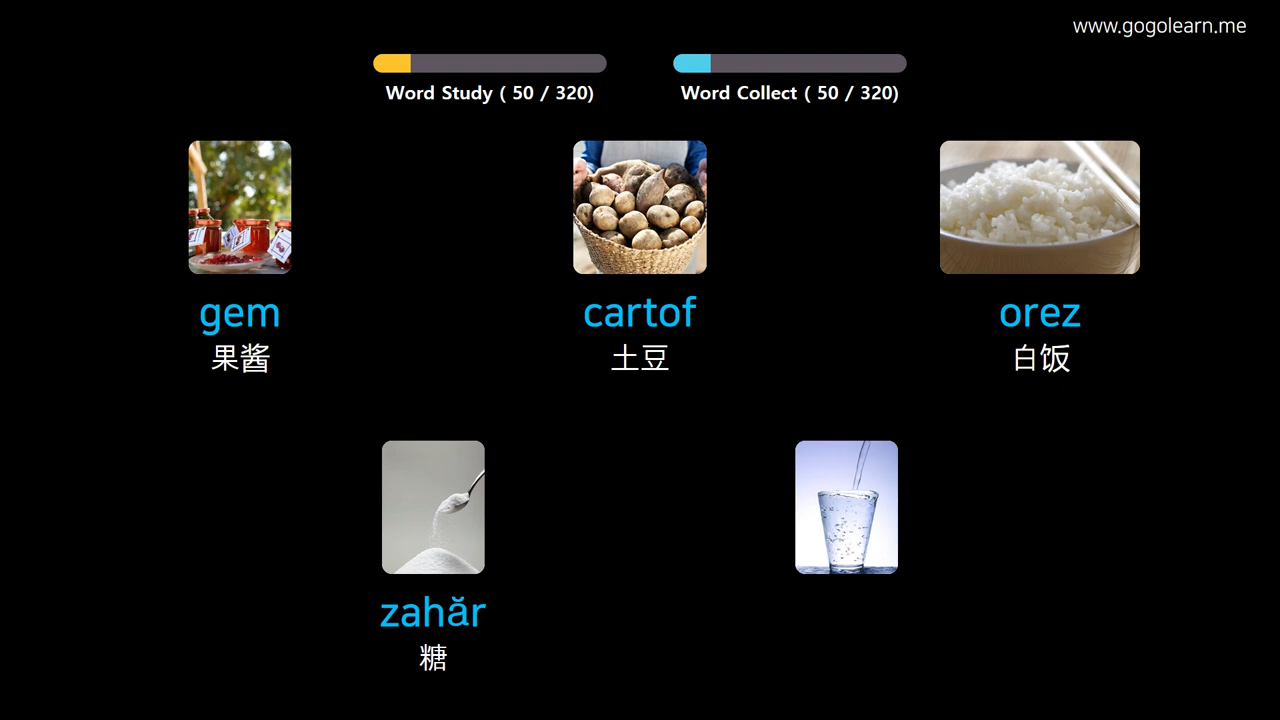 www.gogolearn.me
Word Study ( 50 / 320)
Word Collect ( 50 / 320)
gem
果酱
cartof
土豆
orez
白饭
zahăr
糖